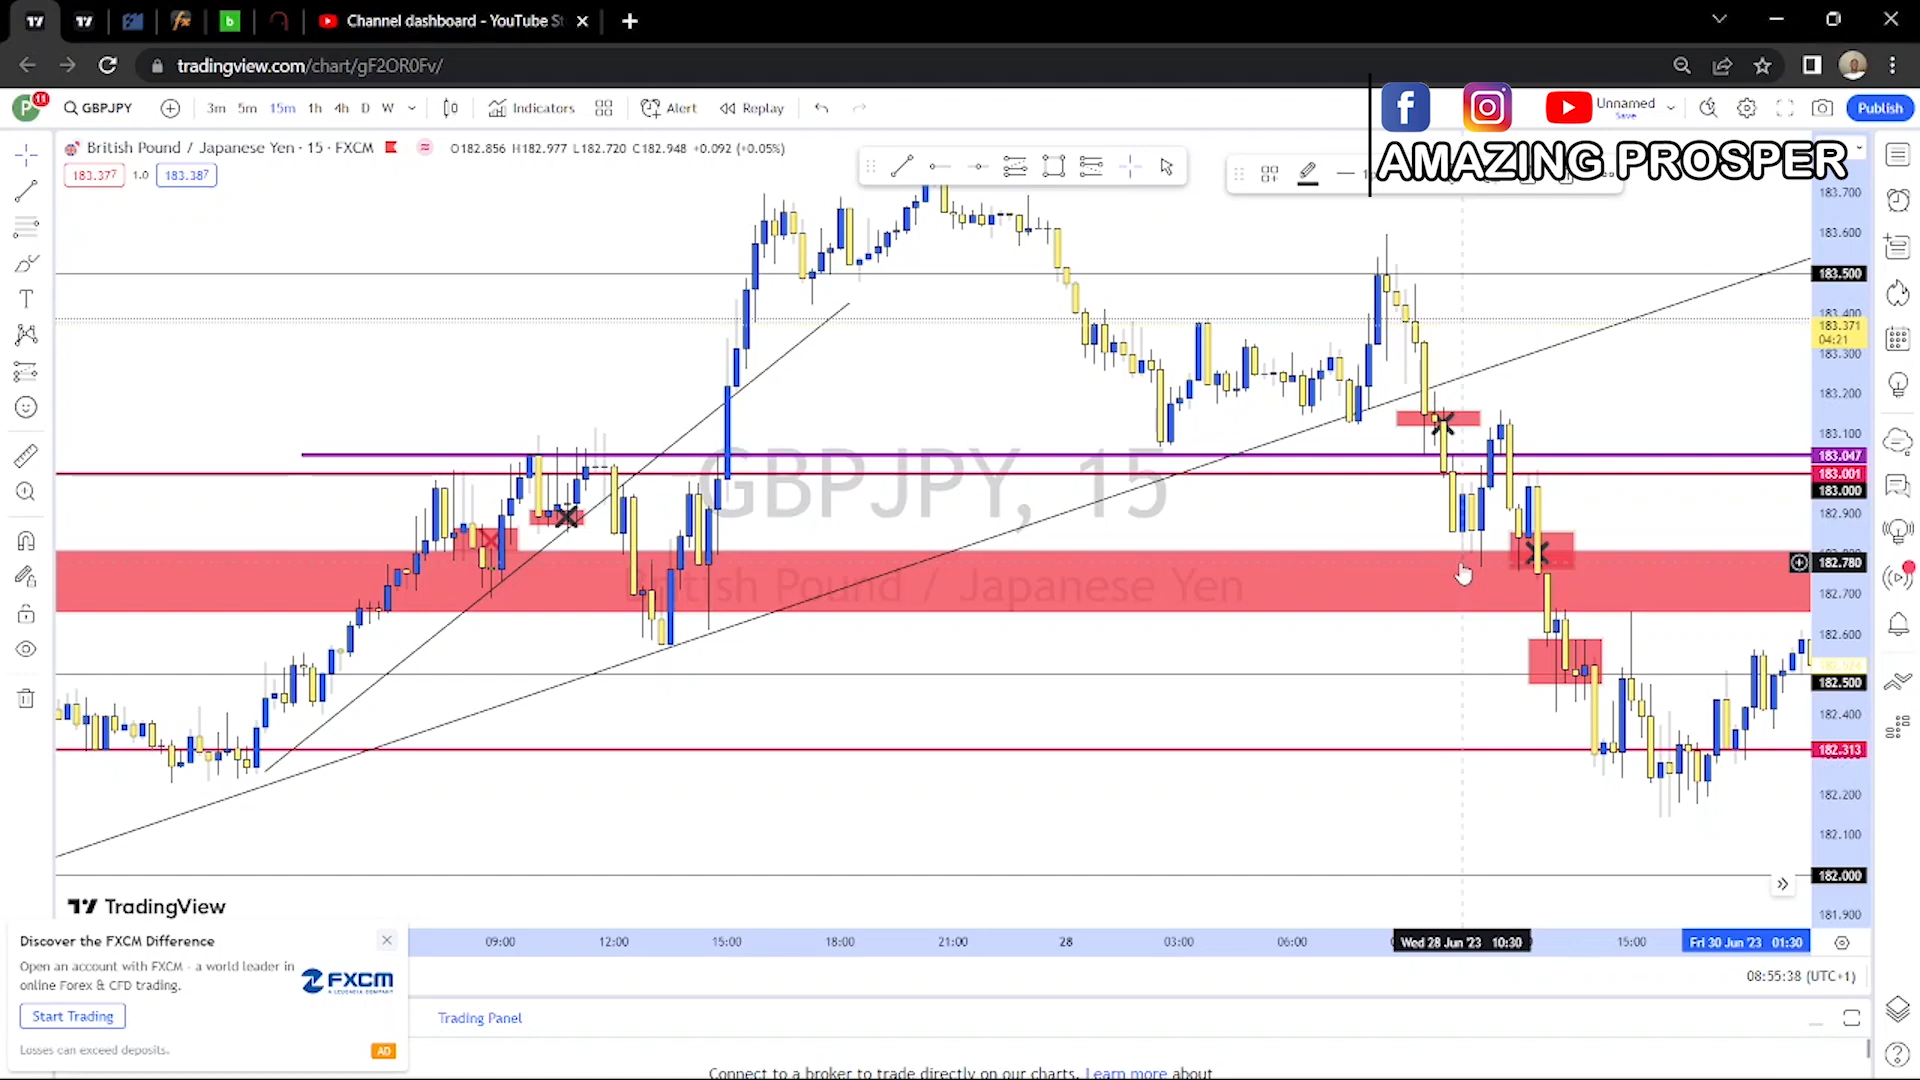 Channel dashboard - YouTube St
tradingview.com/chart/gF2OR0Fv/
P 11 GBPJPY 3m 5m 15m 1h 4h D W Indicators Alert Replay Unnamed Save Publish
AMAZING PROSPER
British Pound / Japanese Yen · 15 · FXCM O182.856 H182.977 L182.720 C182.948 +0.092 (+0.05%)
183.377 1.0 183.387
183.700
183.600
183.500
183.400
183.371
04:21
183.300
183.200
183.100
183.047
183.001
183.000
182.900
182.780
182.700
182.600
182.524
182.500
182.400
182.313
182.200
182.100
182.000
181.900
GBPJPY, 15
British Pound / Japanese Yen
TradingView
09:00 12:00 15:00 18:00 21:00 28 03:00 06:00 Wed 28 Jun '23 10:30 15:00 Fri 30 Jun '23 01:30
08:55:38 (UTC+1)
Discover the FXCM Difference
Open an account with FXCM - a world leader in
online Forex & CFD trading.
FXCM
Start Trading
Losses can exceed deposits.
AD
Trading Panel
Connect to a broker to trade directly on our charts. Learn more about